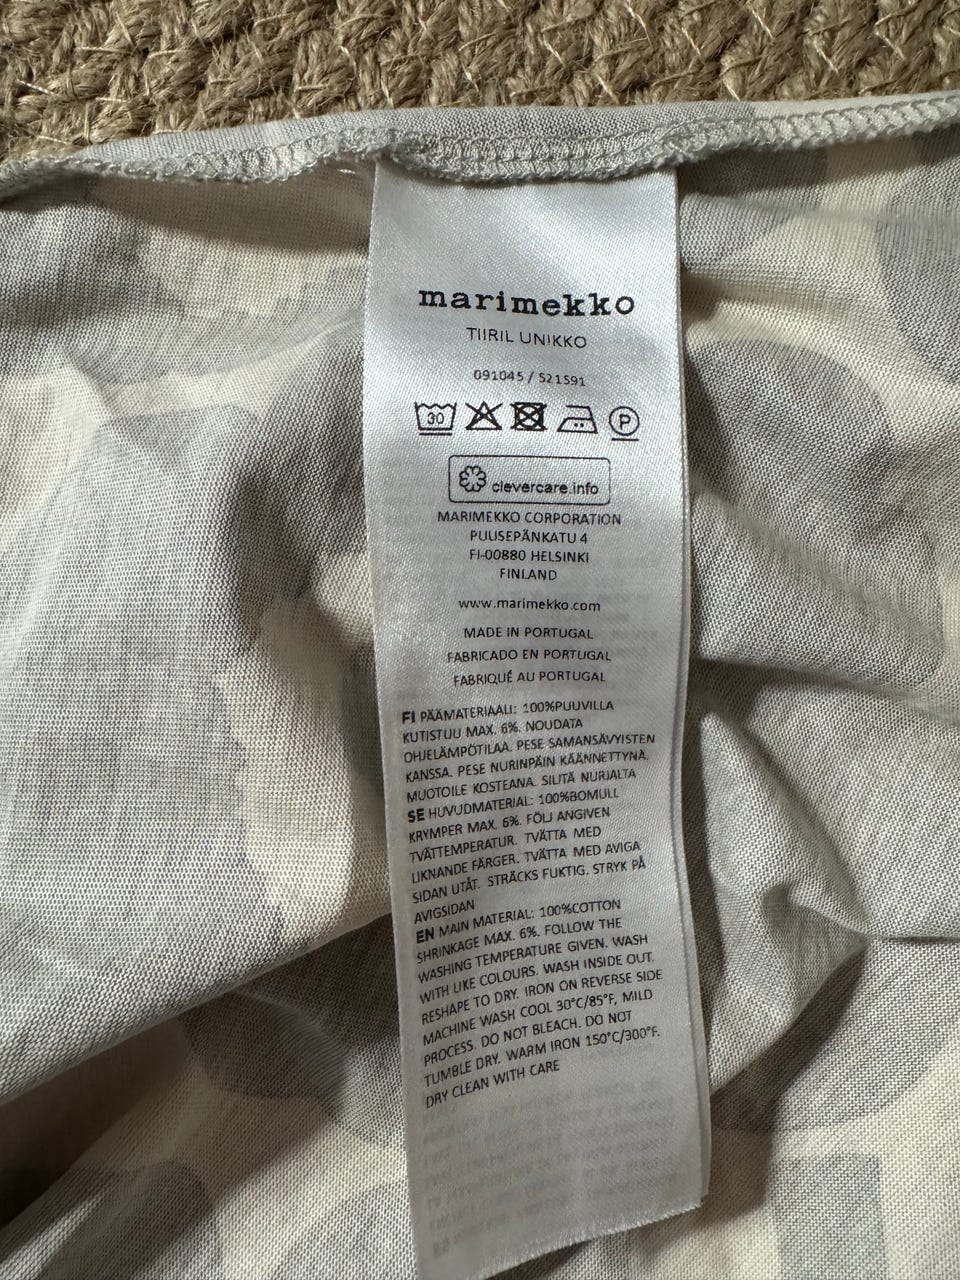 marimekko
TIIRIL UNIKKO
091045 / 521591
30 P
clevercare.info
MARIMEKKO CORPORATION
PUUSEPÄNKATU 4
FI-00880 HELSINKI
FINLAND
www.marimekko.com
MADE IN PORTUGAL
FABRICADO EN PORTUGAL
FABRIQUÉ AU PORTUGAL
FI PÄÄMATERIAALI: 100%PUUVILLA
KUTISTUU MAX. 6%. NOUDATA
OHJELÄMPÖTILAA. PESE SAMANSÄVYISTEN
KANSSA. PESE NURINPÄIN KÄÄNNETTYNÄ.
MUOTOILE KOSTEANA. SILITÄ NURJALTA
SE HUVUDMATERIAL: 100%BOMULL
KRYMPER MAX. 6%. FÖLJ ANGIVEN
TVÄTTEMPERATUR. TVÄTTA MED
LIKNANDE FÄRGER. TVÄTTA MED AVIGA
SIDAN UTÅT. STRÄCKS FUKTIG. STRYK PÅ
AVIGSIDAN
EN MAIN MATERIAL: 100%COTTON
SHRINKAGE MAX. 6%. FOLLOW THE
WASHING TEMPERATURE GIVEN. WASH
WITH LIKE COLOURS. WASH INSIDE OUT.
RESHAPE TO DRY. IRON ON REVERSE SIDE
MACHINE WASH COOL 30°C/85°F, MILD
PROCESS. DO NOT BLEACH. DO NOT
TUMBLE DRY. WARM IRON 150°C/300°F.
DRY CLEAN WITH CARE